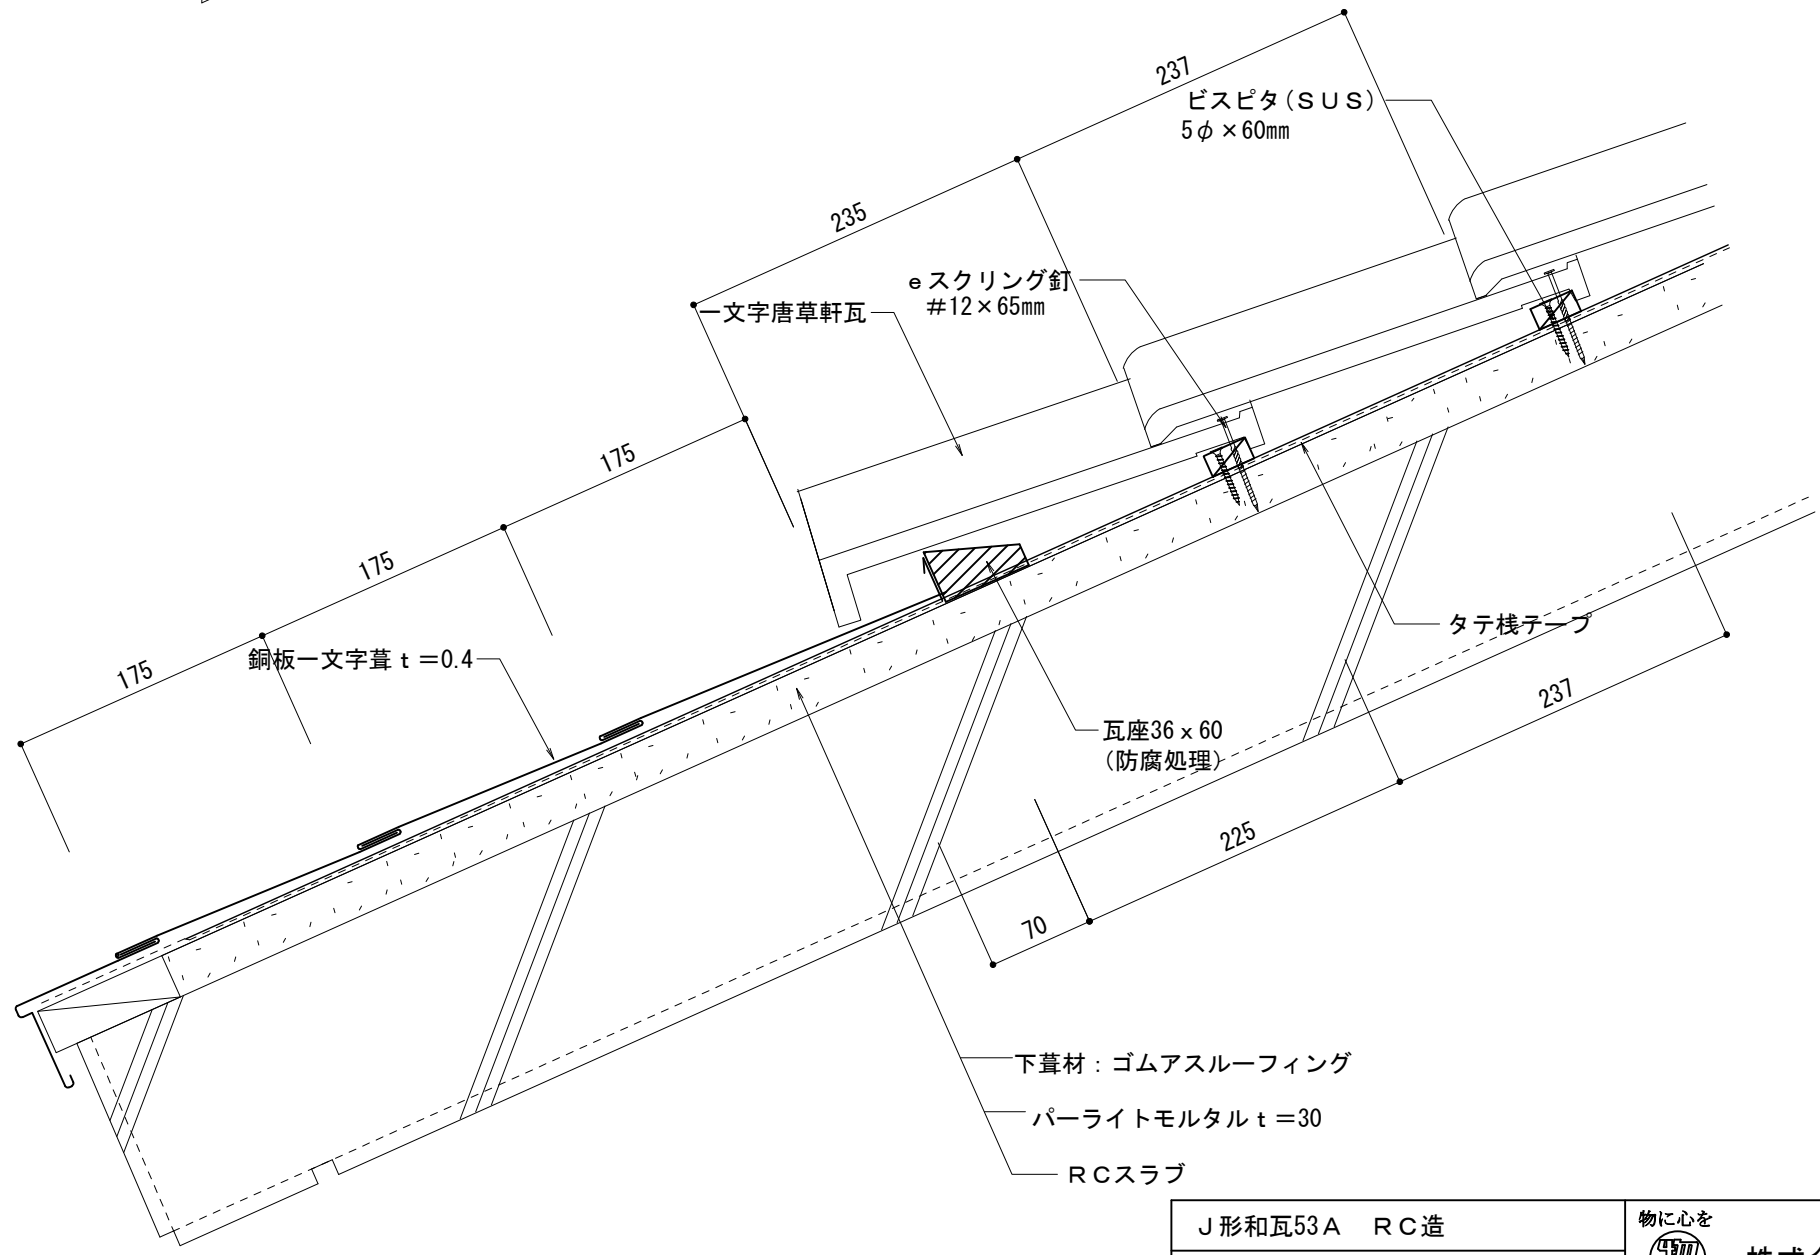 237
ビスピタ(ＳＵＳ)
5φ×60mm
235
eスクリング釘
＃12×65mm
一文字唐草軒瓦
175
175
175
銅板一文字葺ｔ＝0.4
タテ桟テープ
瓦座36ｘ60
(防腐処理)
237
225
70
下葺材：ゴムアスルーフィング
パーライトモルタルｔ＝30
ＲＣスラブ
Ｊ形和瓦53Ａ　ＲＣ造
物に心を